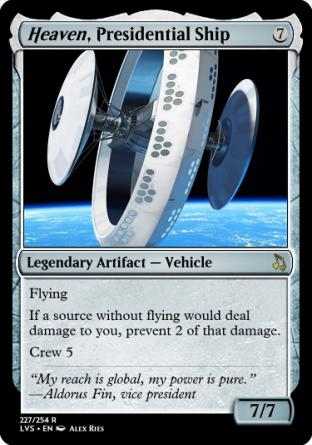 Heaven, Presidential Ship 7
Legendary Artifact — Vehicle
Flying
If a source without flying would deal
damage to you, prevent 2 of that damage.
Crew 5
“My reach is global, my power is pure.”
—Aldorus Fin, vice president
7/7
227/254 R
LVS • EN Alex Ries